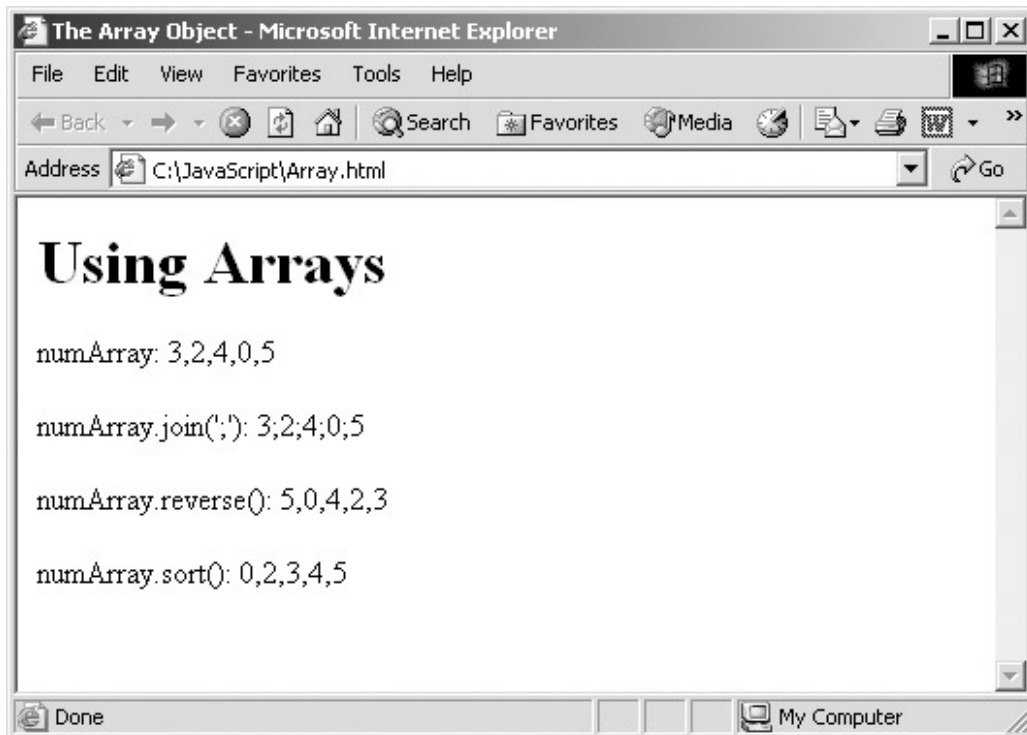 The Array Object - Microsoft Internet Explorer
File Edit View Favorites Tools Help
Back Search Favorites Media »
Address C:\JavaScript\Array.html Go
Using Arrays
numArray: 3,2,4,0,5
numArray.join(';'): 3;2;4;0;5
numArray.reverse(): 5,0,4,2,3
numArray.sort(): 0,2,3,4,5
Done My Computer